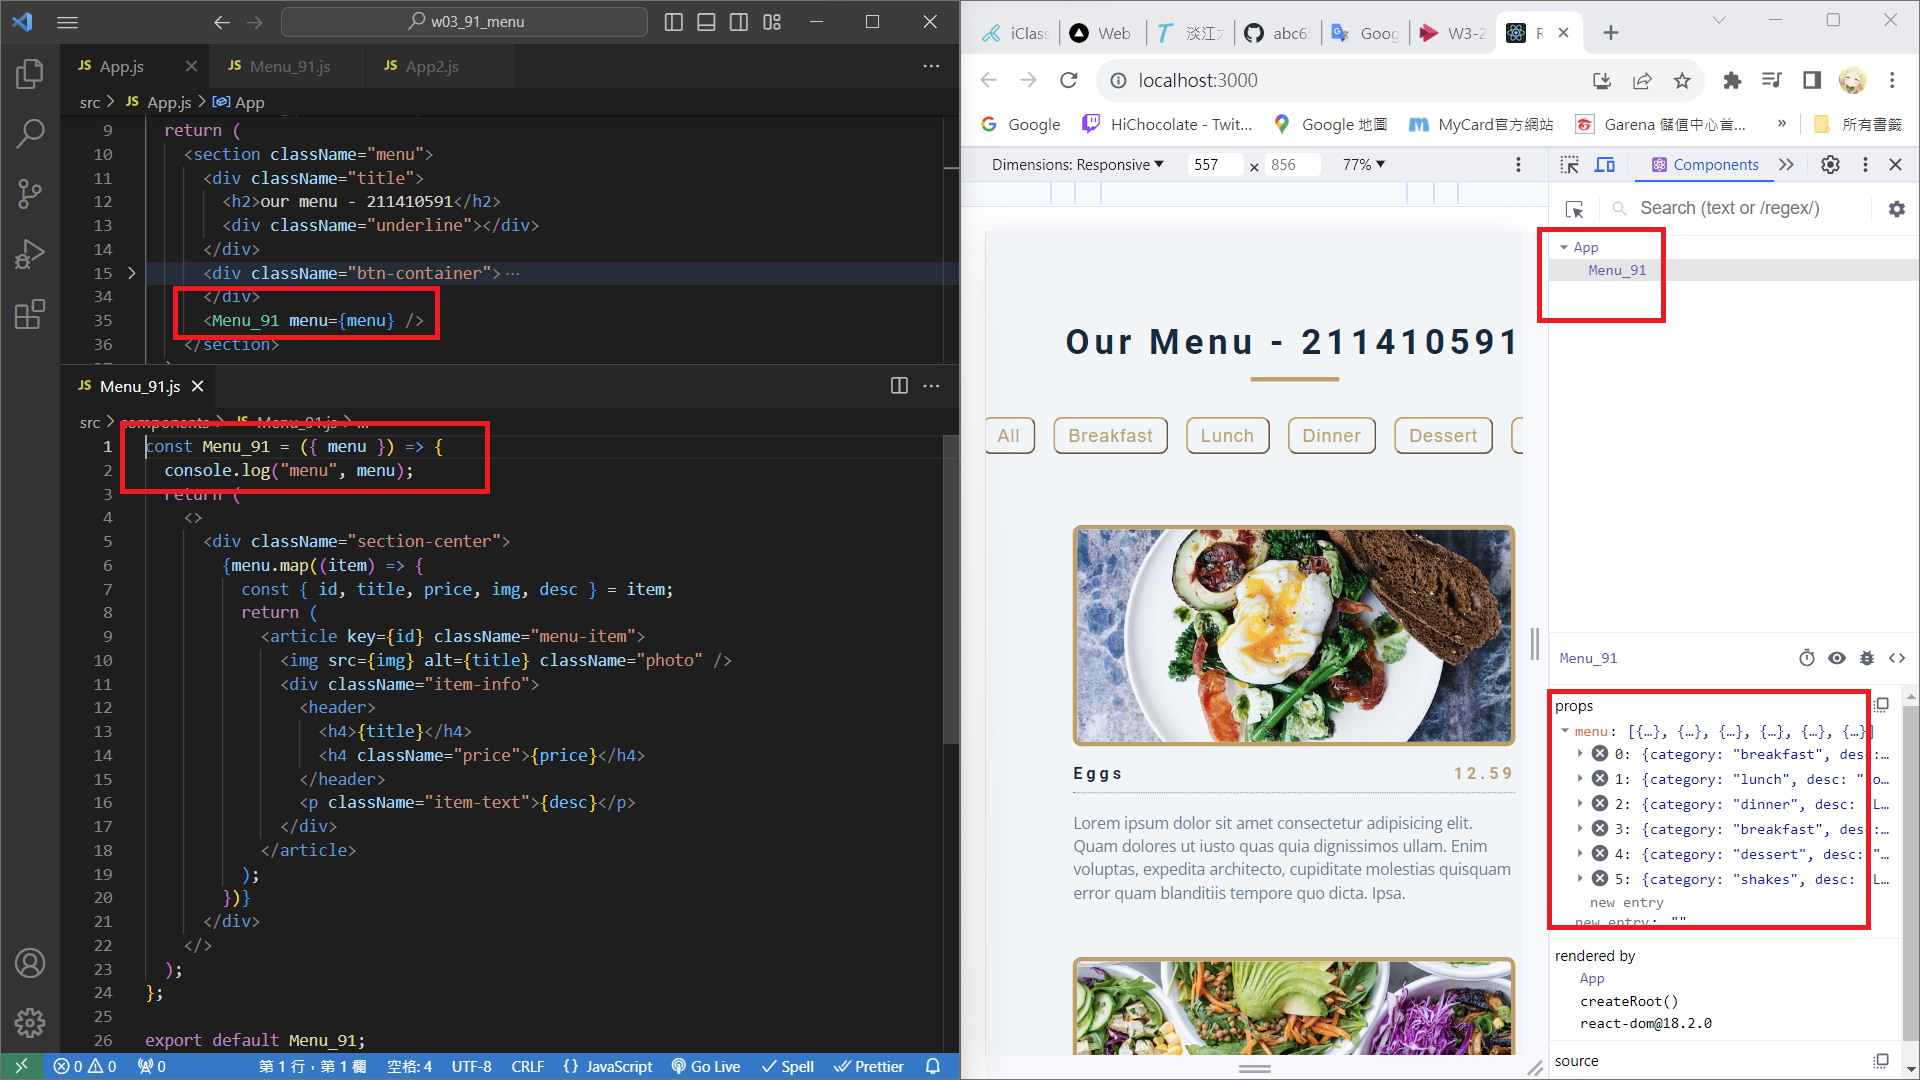 w03_91_menu
JS App.js
JS Menu_91.js
JS App2.js
src > JS App.js > App
9 return (
10 <section className="menu">
11 <div className="title">
12 <h2>our menu - 211410591</h2>
13 <div className="underline"></div>
14 </div>
15 <div className="btn-container"> ...
34 </div>
35 <Menu_91 menu={menu} />
36 </section>
JS Menu_91.js
src > components > JS Menu_91.js > ...
1 const Menu_91 = ({ menu }) => {
2 console.log("menu", menu);
3 return (
4 <>
5 <div className="section-center">
6 {menu.map((item) => {
7 const { id, title, price, img, desc } = item;
8 return (
9 <article key={id} className="menu-item">
10 <img src={img} alt={title} className="photo" />
11 <div className="item-info">
12 <header>
13 <h4>{title}</h4>
14 <h4 className="price">{price}</h4>
15 </header>
16 <p className="item-text">{desc}</p>
17 </div>
18 </article>
19 );
20 })}
21 </div>
22 </>
23 );
24 };
25
26 export default Menu_91;
0 0 0 第 1 行，第 1 欄 空格: 4 UTF-8 CRLF {} JavaScript Go Live Spell Prettier
iClass Web 淡江 abc6 Goog W3-2 R
localhost:3000
Google HiChocolate - Twit... Google 地圖 MyCard官方網站 Garena 儲值中心首... » 所有書籤
Dimensions: Responsive 557 × 856 77%
Components
Search (text or /regex/)
App
Menu_91
Our Menu - 211410591
All Breakfast Lunch Dinner Dessert
Eggs 12.59
Lorem ipsum dolor sit amet consectetur adipisicing elit.
Quam dolores ut iusto quas quia dignissimos ullam. Enim
voluptas, expedita architecto, cupiditate molestias quisquam
error quam blanditiis tempore quo dicta. Ipsa.
Menu_91
props
menu: [{…}, {…}, {…}, {…}, {…}, {…}]
0: {category: "breakfast", desc:…
1: {category: "lunch", desc: "lo…
2: {category: "dinner", desc: "L…
3: {category: "breakfast", desc:…
4: {category: "dessert", desc: "…
5: {category: "shakes", desc: "L…
new entry
new entry: ""
rendered by
App
createRoot()
react-dom@18.2.0
source